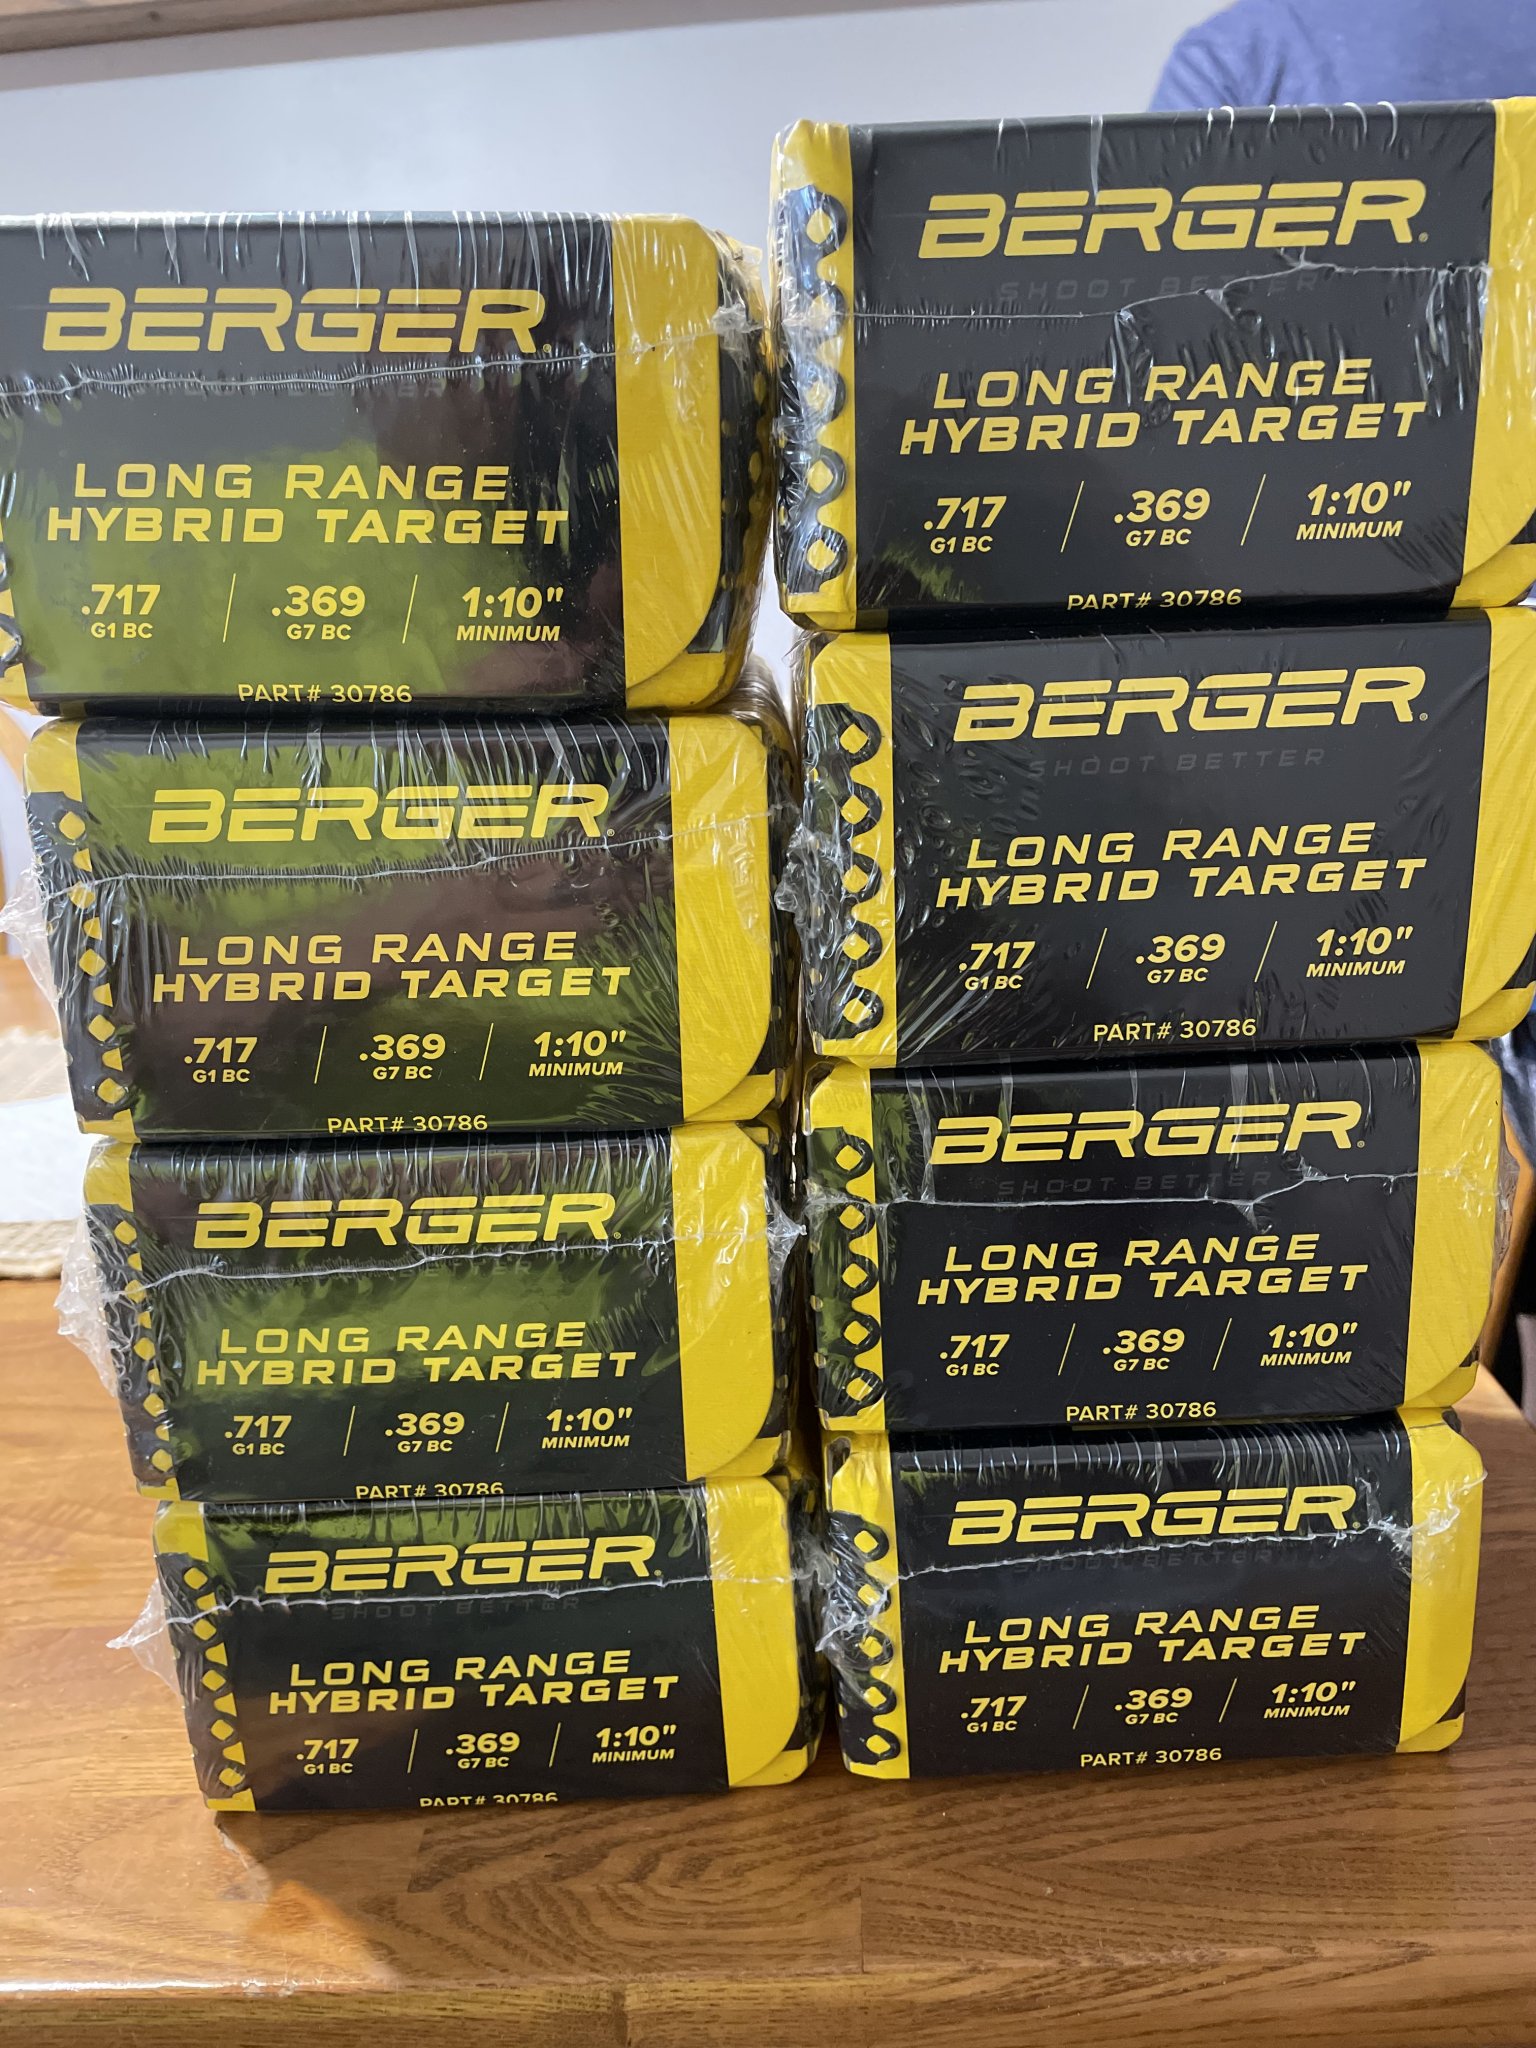 BERGER
LONG RANGE
HYBRID TARGET
.717 .369 1:10"
G1 BC G7 BC MINIMUM
PART# 30786
BERGER
LONG RANGE
HYBRID TARGET
.717 .369 1:10"
G1 BC G7 BC MINIMUM
PART# 30786
BERGER
LONG RANGE
HYBRID TARGET
.717 .369 1:10"
G1 BC G7 BC MINIMUM
PART# 30786
BERGER
SHOOT BETTER
LONG RANGE
HYBRID TARGET
.717 .369 1:10"
G1 BC G7 BC MINIMUM
PART# 30786
BERGER
SHOOT BETTER
LONG RANGE
HYBRID TARGET
.717 .369 1:10"
G1 BC G7 BC MINIMUM
PART# 30786
BERGER
SHOOT BETTER
LONG RANGE
HYBRID TARGET
.717 .369 1:10"
G1 BC G7 BC MINIMUM
PART# 30786
BERGER
SHOOT BETTER
LONG RANGE
HYBRID TARGET
.717 .369 1:10"
G1 BC G7 BC MINIMUM
PART# 30786
BERGER
SHOOT BETTER
LONG RANGE
HYBRID TARGET
.717 .369 1:10"
G1 BC G7 BC MINIMUM
PART# 30786